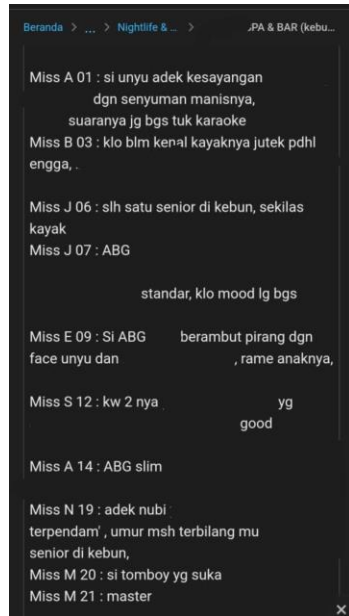 Beranda > ... > Nightlife & ... > PA & BAR (kebu...
Miss A 01 : si unyu adek kesayangan
dgn senyuman manisnya,
suaranya jg bgs tuk karaoke
Miss B 03 : klo blm kenal kayaknya jutek pdhl
engga, .
Miss J 06 : slh satu senior di kebun, sekilas
kayak
Miss J 07 : ABG
standar, klo mood lg bgs
Miss E 09 : Si ABG berambut pirang dgn
face unyu dan , rame anaknya,
Miss S 12 : kw 2 nya yg
good
Miss A 14 : ABG slim
Miss N 19 : adek nubi
terpendam' , umur msh terbilang mu
senior di kebun,
Miss M 20 : si tomboy yg suka
Miss M 21 : master